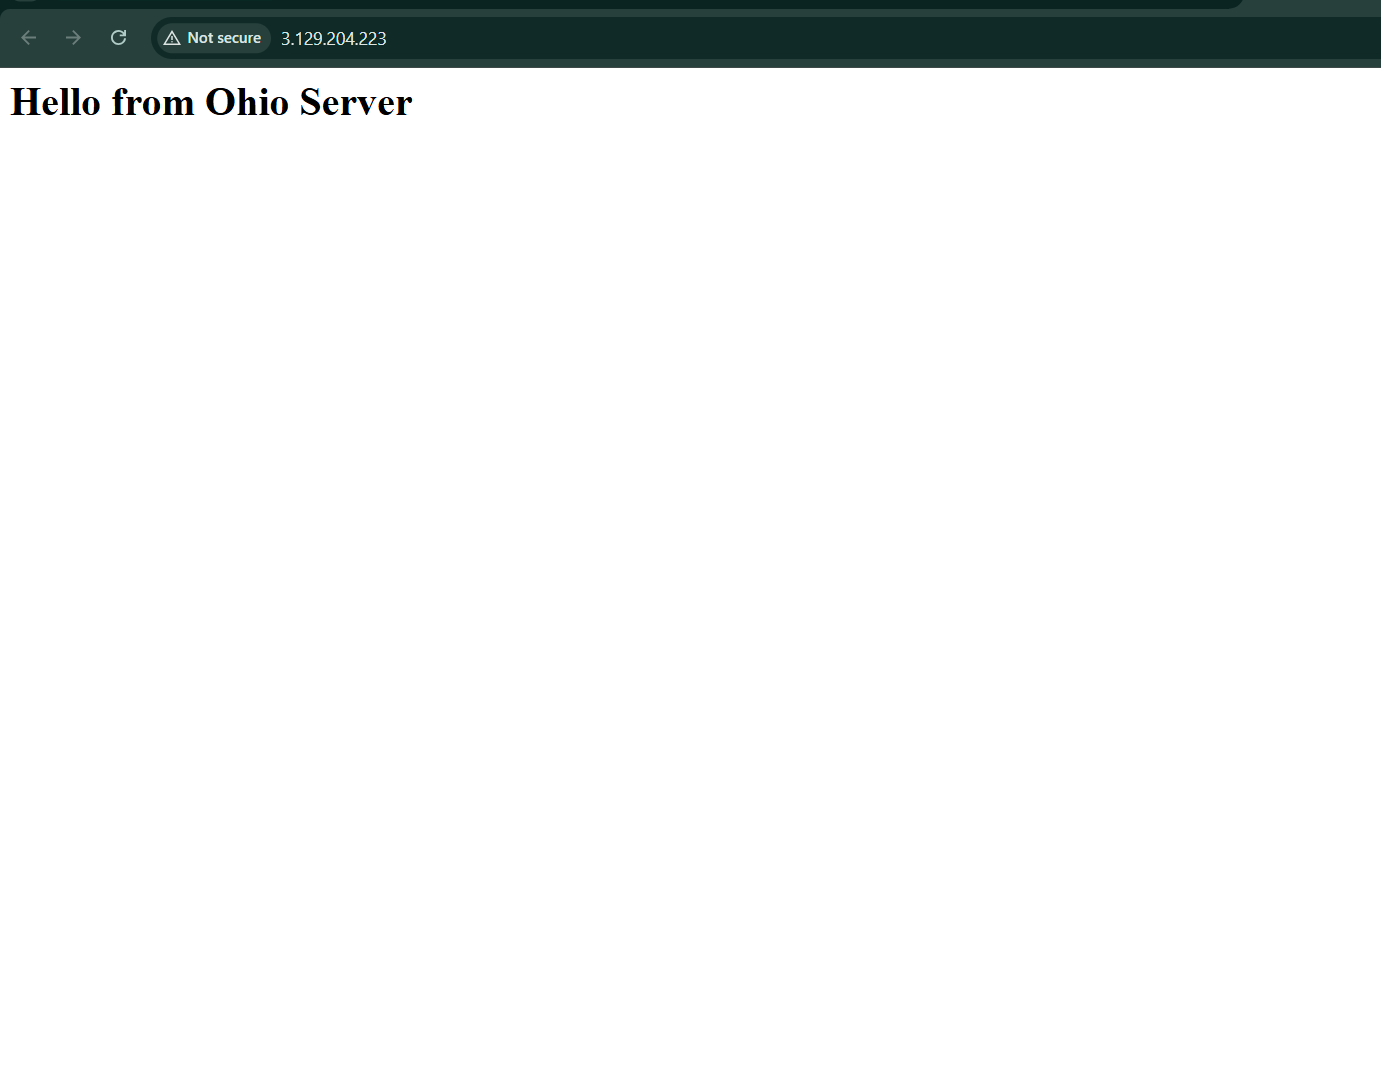 Not secure 3.129.204.223
Hello from Ohio Server